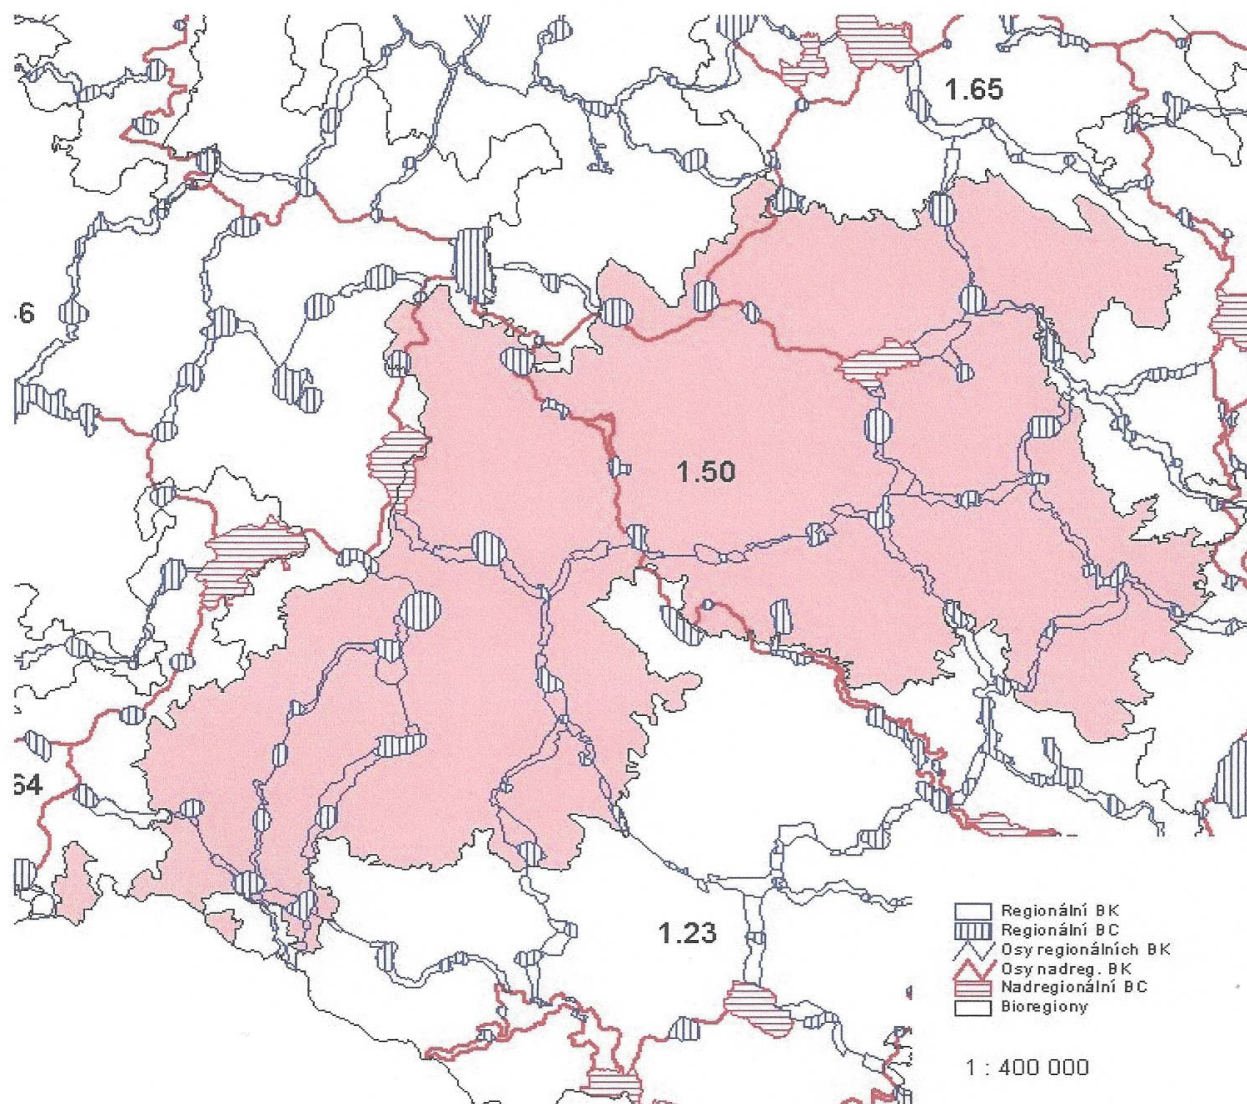 1.65
.46
1.50
64
1.23
Regionální BK
Regionální BC
Osy regionálních BK
Osy nadreg. BK
Nadregionální BC
Bioregiony
1 : 400 000